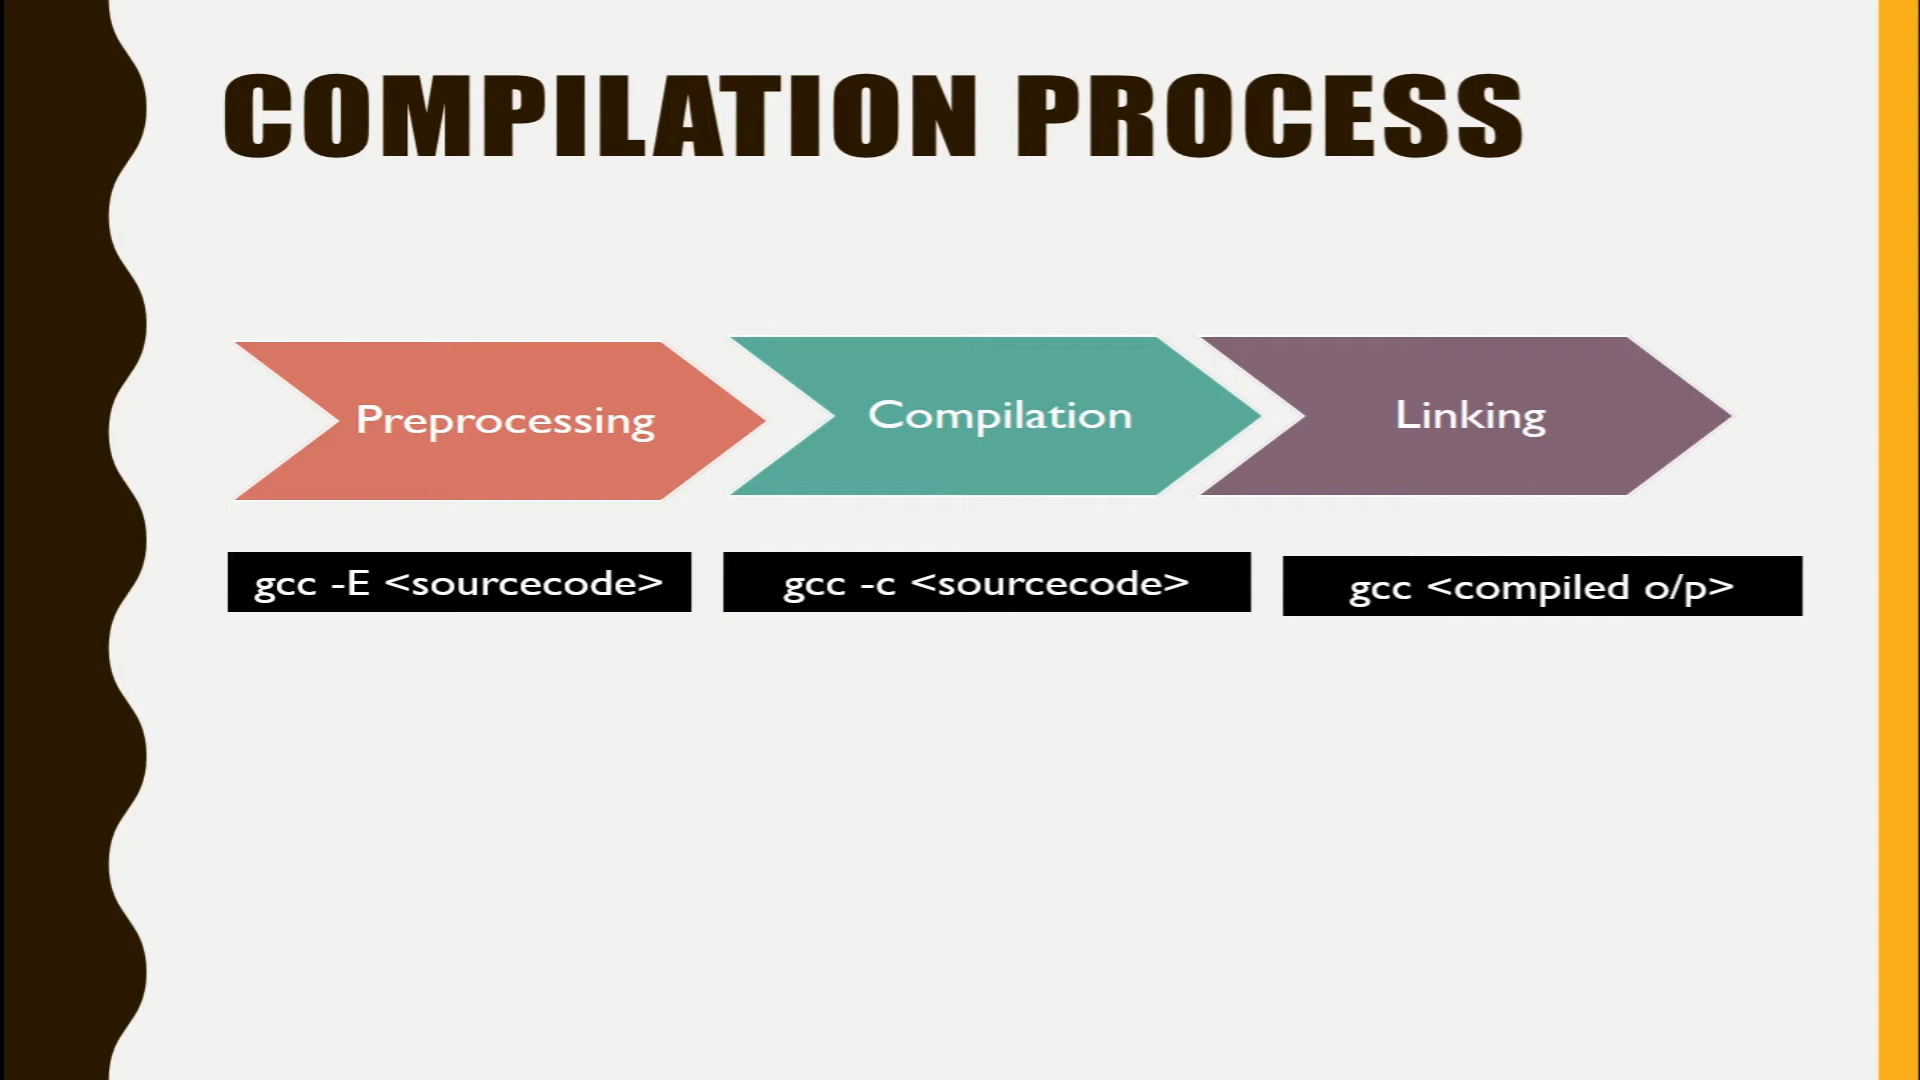 COMPILATION PROCESS
Preprocessing
Compilation
Linking
gcc -E <sourcecode>
gcc -c <sourcecode>
gcc <compiled o/p>